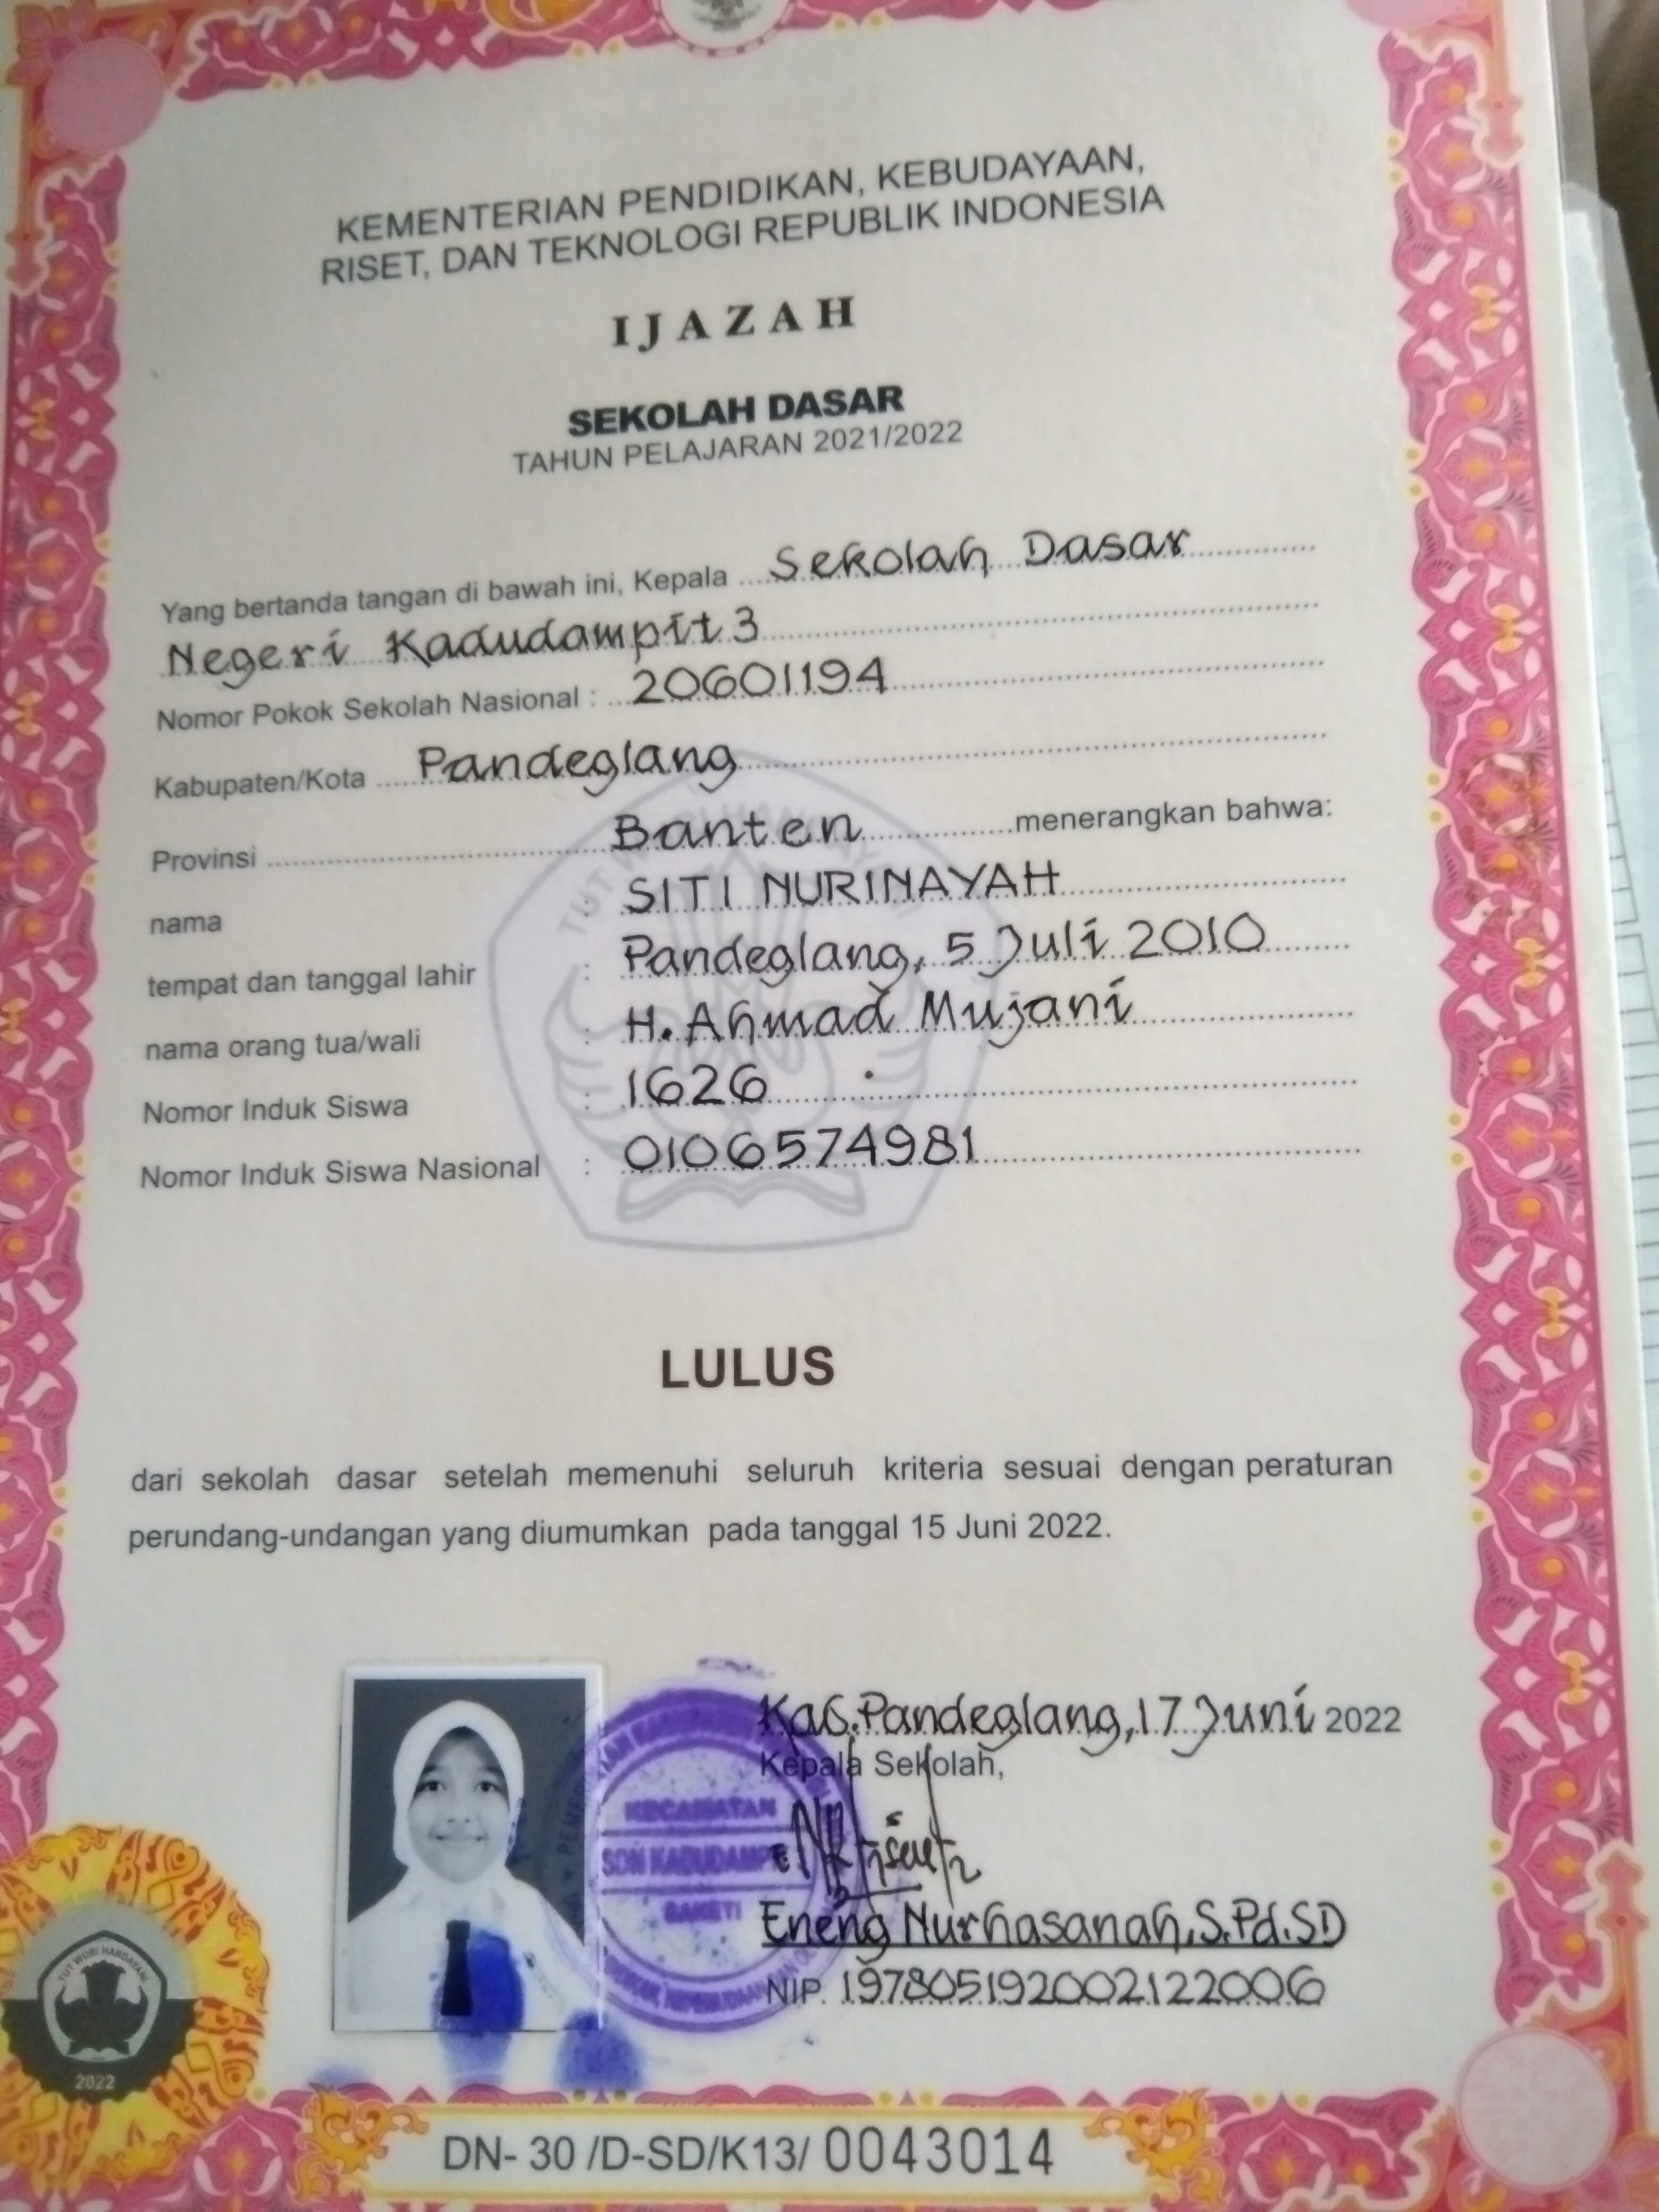 KEMENTERIAN PENDIDIKAN, KEBUDAYAAN,
RISET, DAN TEKNOLOGI REPUBLIK INDONESIA
IJAZAH
SEKOLAH DASAR
TAHUN PELAJARAN 2021/2022
Yang bertanda tangan di bawah ini, Kepala Sekolah Dasar
Negeri Kadudampit 3
Nomor Pokok Sekolah Nasional : 20601194
Kabupaten/Kota Pandeglang
Provinsi Banten menerangkan bahwa:
nama : SITI NURINAYAH
tempat dan tanggal lahir : Pandeglang, 5 Juli 2010
nama orang tua/wali : H. Ahmad Mujani
Nomor Induk Siswa : 1626
Nomor Induk Siswa Nasional : 0106574981
LULUS
dari sekolah dasar setelah memenuhi seluruh kriteria sesuai dengan peraturan
perundang-undangan yang diumumkan pada tanggal 15 Juni 2022.
Kab. Pandeglang, 17 Juni 2022
Kepala Sekolah,
KECAMATAN
SDN KADUDAMPIT
SAKETI
Eneng Nurhasanah, S.Pd.SD
NIP. 197805192002122006
TUT WURI HANDAYANI
2022
DN- 30 /D-SD/K13/ 0043014